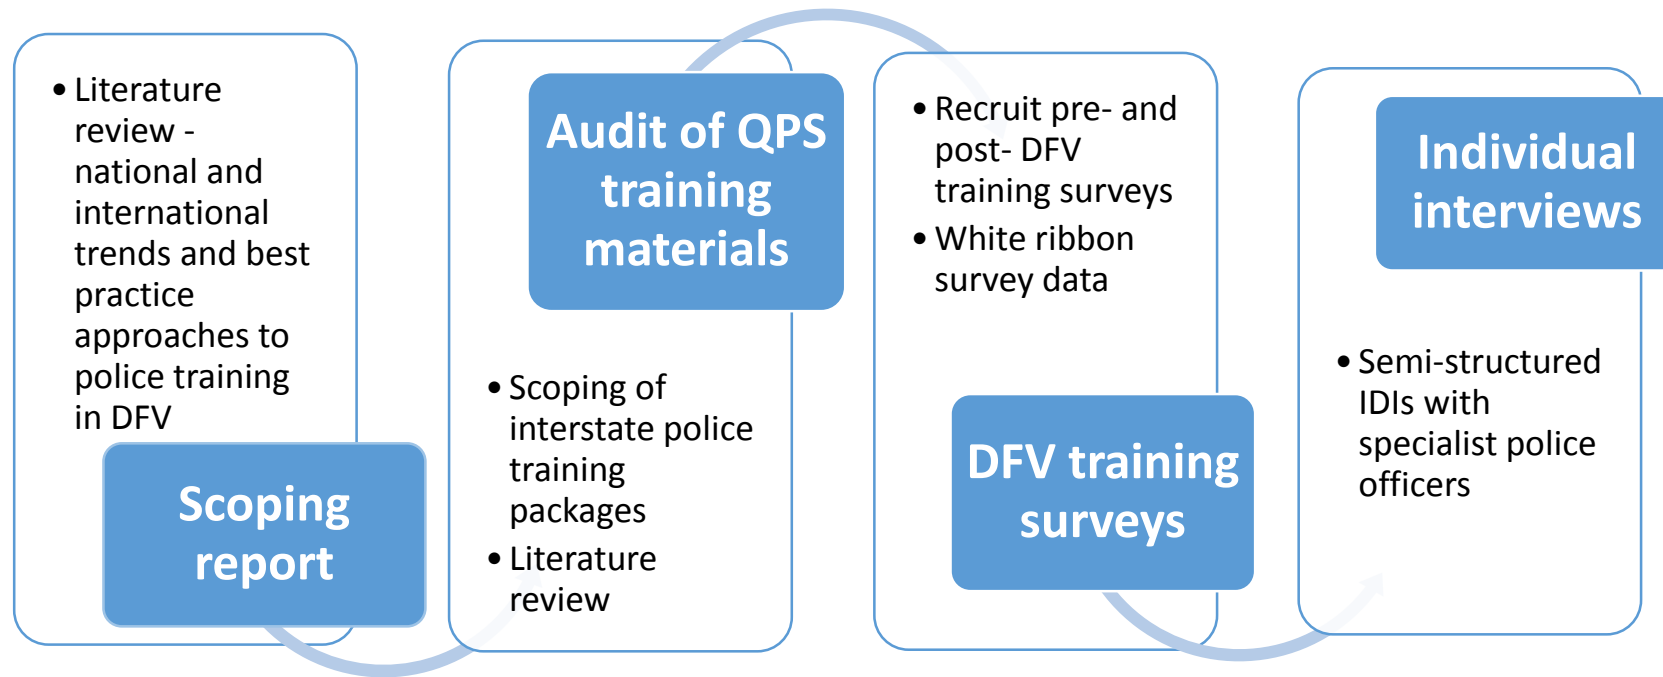 • Literature
review -
national and
international
trends and best
practice
approaches to
police training
in DFV
Scoping
report
Audit of QPS
training
materials
• Scoping of
interstate police
training
packages
• Literature
review
• Recruit pre- and
post- DFV
training surveys
• White ribbon
survey data
DFV training
surveys
Individual
interviews
• Semi-structured
IDIs with
specialist police
officers